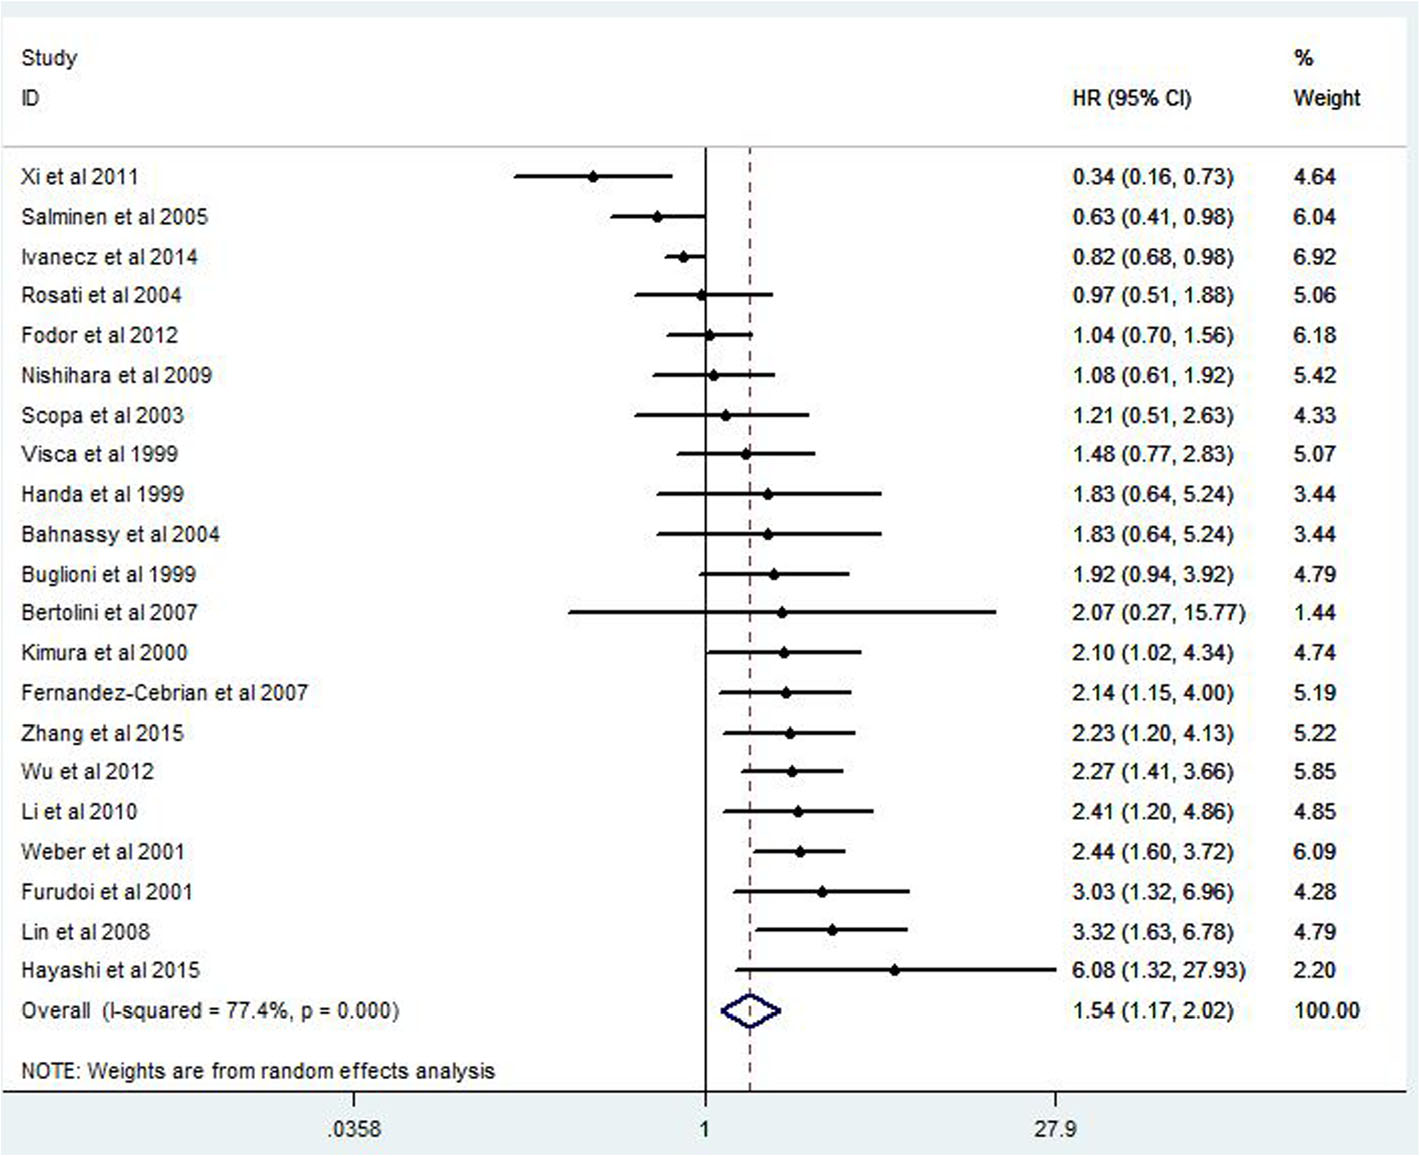 Study %
ID HR (95% CI) Weight
Xi et al 2011 0.34 (0.16, 0.73) 4.64
Salminen et al 2005 0.63 (0.41, 0.98) 6.04
Ivanecz et al 2014 0.82 (0.68, 0.98) 6.92
Rosati et al 2004 0.97 (0.51, 1.88) 5.06
Fodor et al 2012 1.04 (0.70, 1.56) 6.18
Nishihara et al 2009 1.08 (0.61, 1.92) 5.42
Scopa et al 2003 1.21 (0.51, 2.63) 4.33
Visca et al 1999 1.48 (0.77, 2.83) 5.07
Handa et al 1999 1.83 (0.64, 5.24) 3.44
Bahnassy et al 2004 1.83 (0.64, 5.24) 3.44
Buglioni et al 1999 1.92 (0.94, 3.92) 4.79
Bertolini et al 2007 2.07 (0.27, 15.77) 1.44
Kimura et al 2000 2.10 (1.02, 4.34) 4.74
Fernandez-Cebrian et al 2007 2.14 (1.15, 4.00) 5.19
Zhang et al 2015 2.23 (1.20, 4.13) 5.22
Wu et al 2012 2.27 (1.41, 3.66) 5.85
Li et al 2010 2.41 (1.20, 4.86) 4.85
Weber et al 2001 2.44 (1.60, 3.72) 6.09
Furudoi et al 2001 3.03 (1.32, 6.96) 4.28
Lin et al 2008 3.32 (1.63, 6.78) 4.79
Hayashi et al 2015 6.08 (1.32, 27.93) 2.20
Overall (I-squared = 77.4%, p = 0.000) 1.54 (1.17, 2.02) 100.00
NOTE: Weights are from random effects analysis
.0358 1 27.9